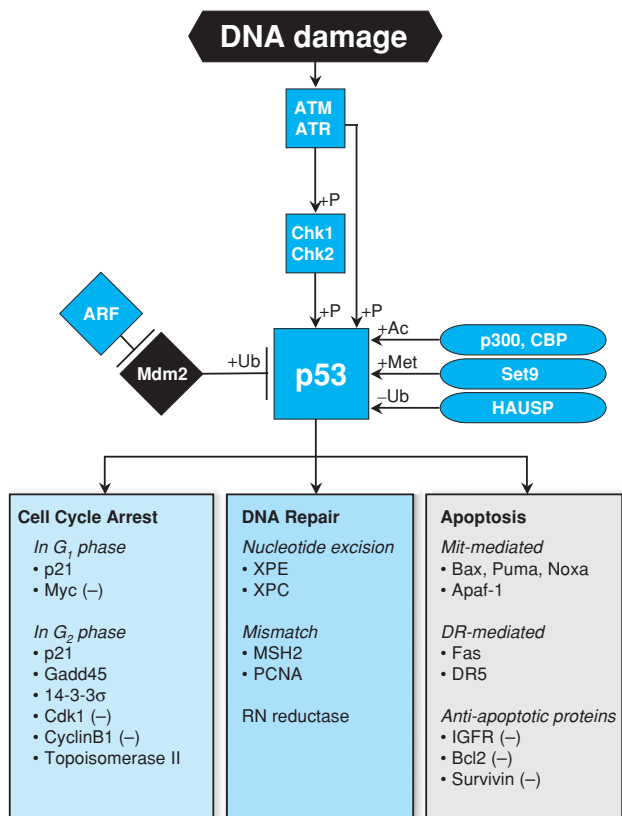 DNA damage
ATM
ATR
+P
Chk1
Chk2
+P
+P
ARF
Mdm2
+Ub
p53
+Ac
p300, CBP
+Met
Set9
–Ub
HAUSP
Cell Cycle Arrest
In G1 phase
• p21
• Myc (–)
In G2 phase
• p21
• Gadd45
• 14-3-3σ
• Cdk1 (–)
• CyclinB1 (–)
• Topoisomerase II
DNA Repair
Nucleotide excision
• XPE
• XPC
Mismatch
• MSH2
• PCNA
RN reductase
Apoptosis
Mit-mediated
• Bax, Puma, Noxa
• Apaf-1
DR-mediated
• Fas
• DR5
Anti-apoptotic proteins
• IGFR (–)
• Bcl2 (–)
• Survivin (–)